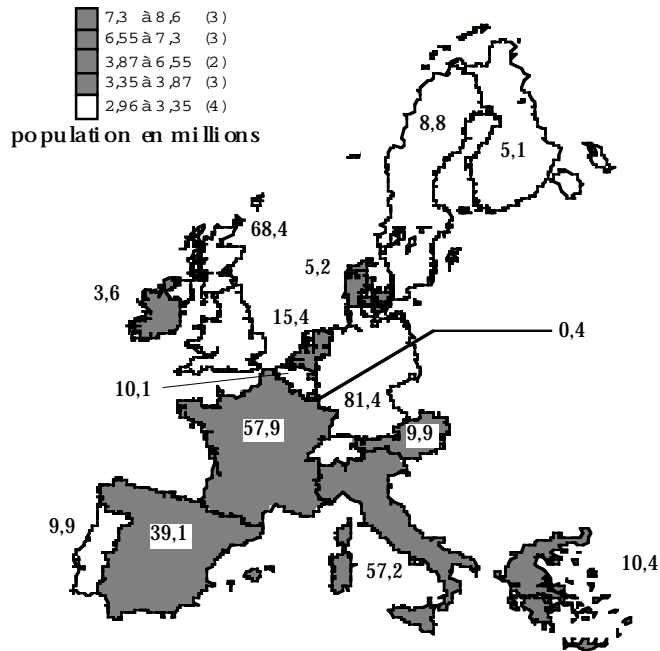 7,3 à 8,6 (3)
6,55 à 7,3 (3)
3,87 à 6,55 (2)
3,35 à 3,87 (3)
2,96 à 3,35 (4)
population en millions
8,8
5,1
68,4
5,2
3,6
15,4
0,4
10,1
81,4
57,9
9,9
9,9
39,1
57,2
10,4